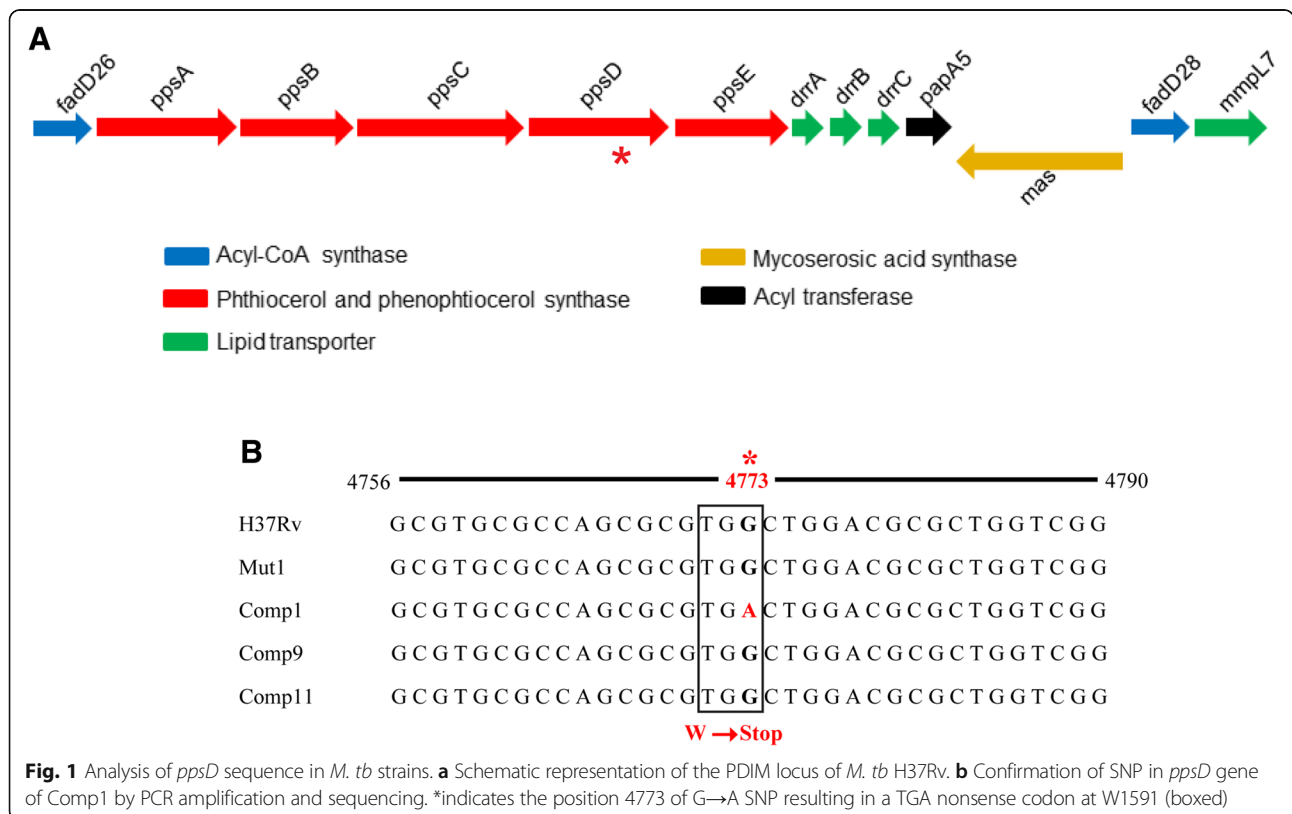 A
fadD26 ppsA ppsB ppsC ppsD ppsE drrA drrB drrC papA5 fadD28 mmpL7
*
mas
Acyl-CoA synthase
Phthiocerol and phenophtiocerol synthase
Lipid transporter
Mycoserosic acid synthase
Acyl transferase
B
*
4756 4773 4790
H37Rv G C G T G C G C C A G C G C G T G G C T G G A C G C G C T G G T C G G
Mut1 G C G T G C G C C A G C G C G T G G C T G G A C G C G C T G G T C G G
Comp1 G C G T G C G C C A G C G C G T G A C T G G A C G C G C T G G T C G G
Comp9 G C G T G C G C C A G C G C G T G G C T G G A C G C G C T G G T C G G
Comp11 G C G T G C G C C A G C G C G T G G C T G G A C G C G C T G G T C G G
W → Stop
Fig. 1 Analysis of ppsD sequence in M. tb strains. a Schematic representation of the PDIM locus of M. tb H37Rv. b Confirmation of SNP in ppsD gene
of Comp1 by PCR amplification and sequencing. *indicates the position 4773 of G→A SNP resulting in a TGA nonsense codon at W1591 (boxed)